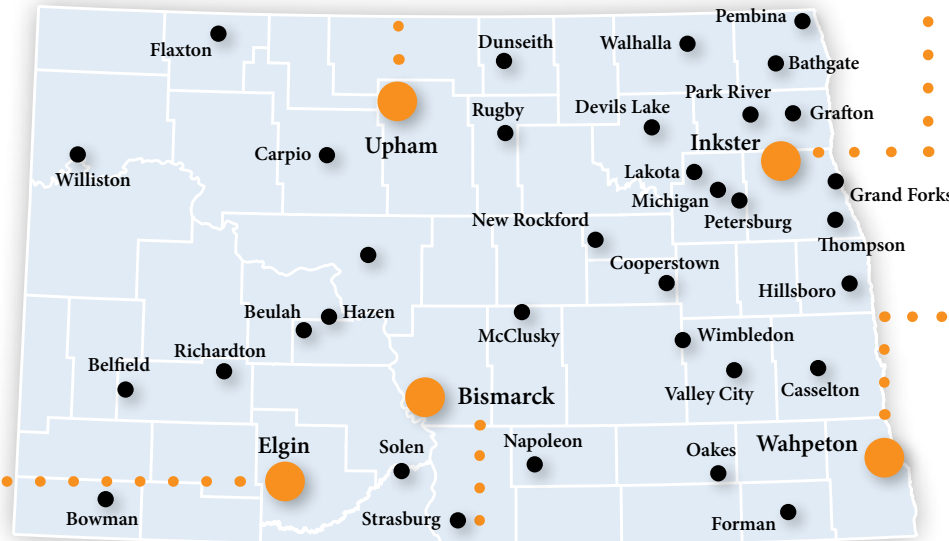 Pembina
Flaxton
Dunseith
Walhalla
Bathgate
Park River
Rugby
Devils Lake
Grafton
Upham
Inkster
Carpio
Williston
Lakota
Grand Forks
Michigan
Petersburg
New Rockford
Thompson
Cooperstown
Hillsboro
Beulah
Hazen
McClusky
Wimbledon
Richardton
Belfield
Valley City
Casselton
Bismarck
Elgin
Solen
Napoleon
Oakes
Wahpeton
Bowman
Strasburg
Forman